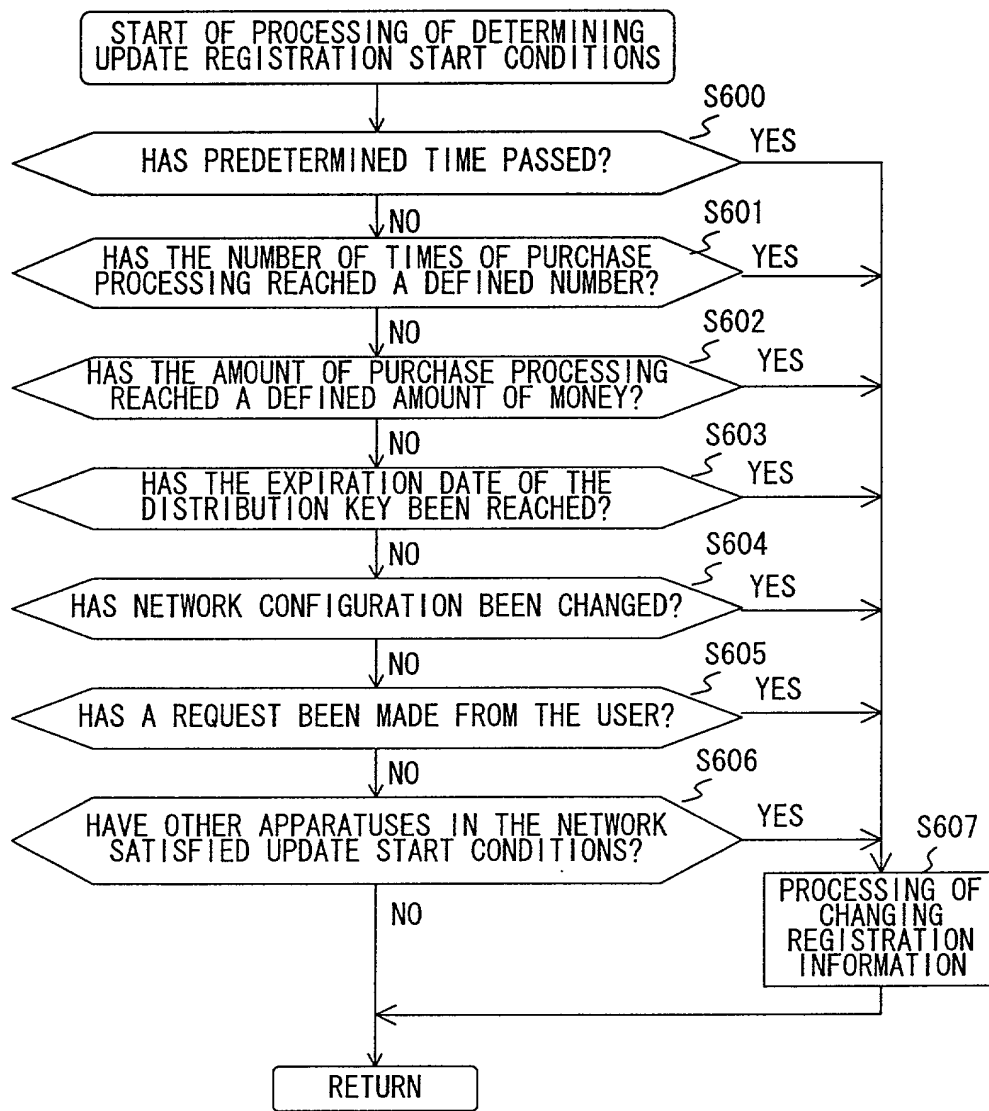 START OF PROCESSING OF DETERMINING
UPDATE REGISTRATION START CONDITIONS
S600
HAS PREDETERMINED TIME PASSED?
YES
NO
S601
HAS THE NUMBER OF TIMES OF PURCHASE
PROCESSING REACHED A DEFINED NUMBER?
YES
NO
S602
HAS THE AMOUNT OF PURCHASE PROCESSING
REACHED A DEFINED AMOUNT OF MONEY?
YES
NO
S603
HAS THE EXPIRATION DATE OF THE
DISTRIBUTION KEY BEEN REACHED?
YES
NO
S604
HAS NETWORK CONFIGURATION BEEN CHANGED?
YES
NO
S605
HAS A REQUEST BEEN MADE FROM THE USER?
YES
NO
S606
HAVE OTHER APPARATUSES IN THE NETWORK
SATISFIED UPDATE START CONDITIONS?
YES
NO
S607
PROCESSING OF
CHANGING
REGISTRATION
INFORMATION
RETURN